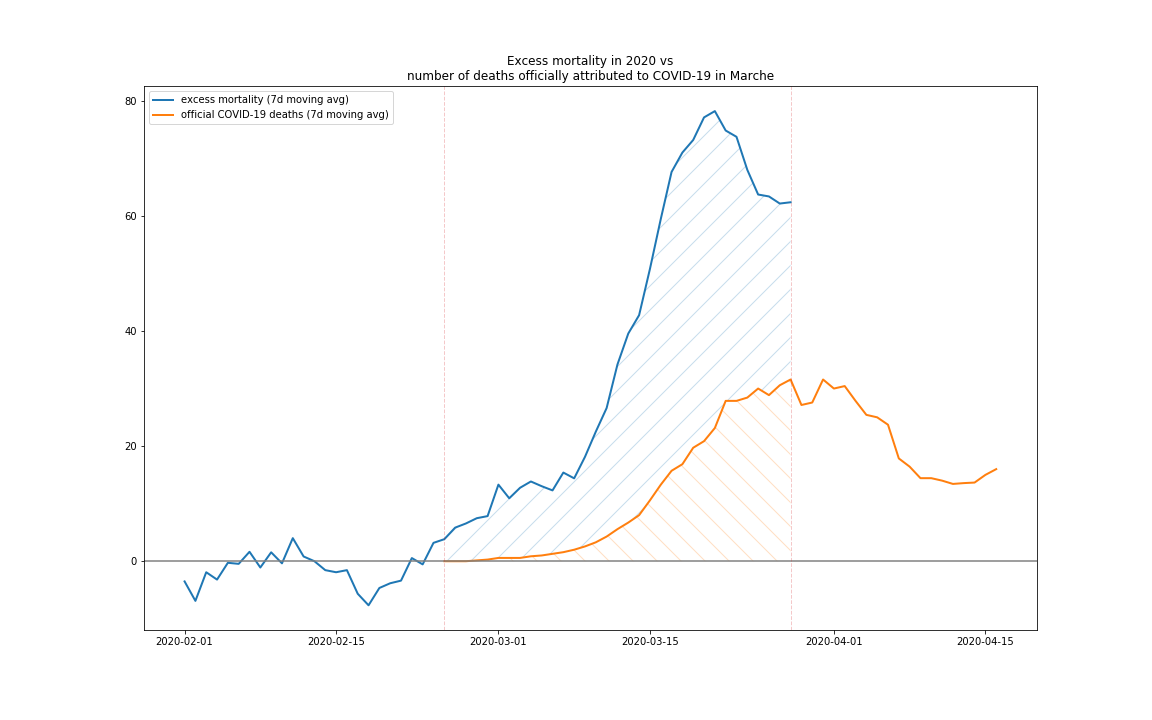 Excess mortality in 2020 vs
number of deaths officially attributed to COVID-19 in Marche
excess mortality (7d moving avg)
official COVID-19 deaths (7d moving avg)
80
60
40
20
0
2020-02-01 2020-02-15 2020-03-01 2020-03-15 2020-04-01 2020-04-15